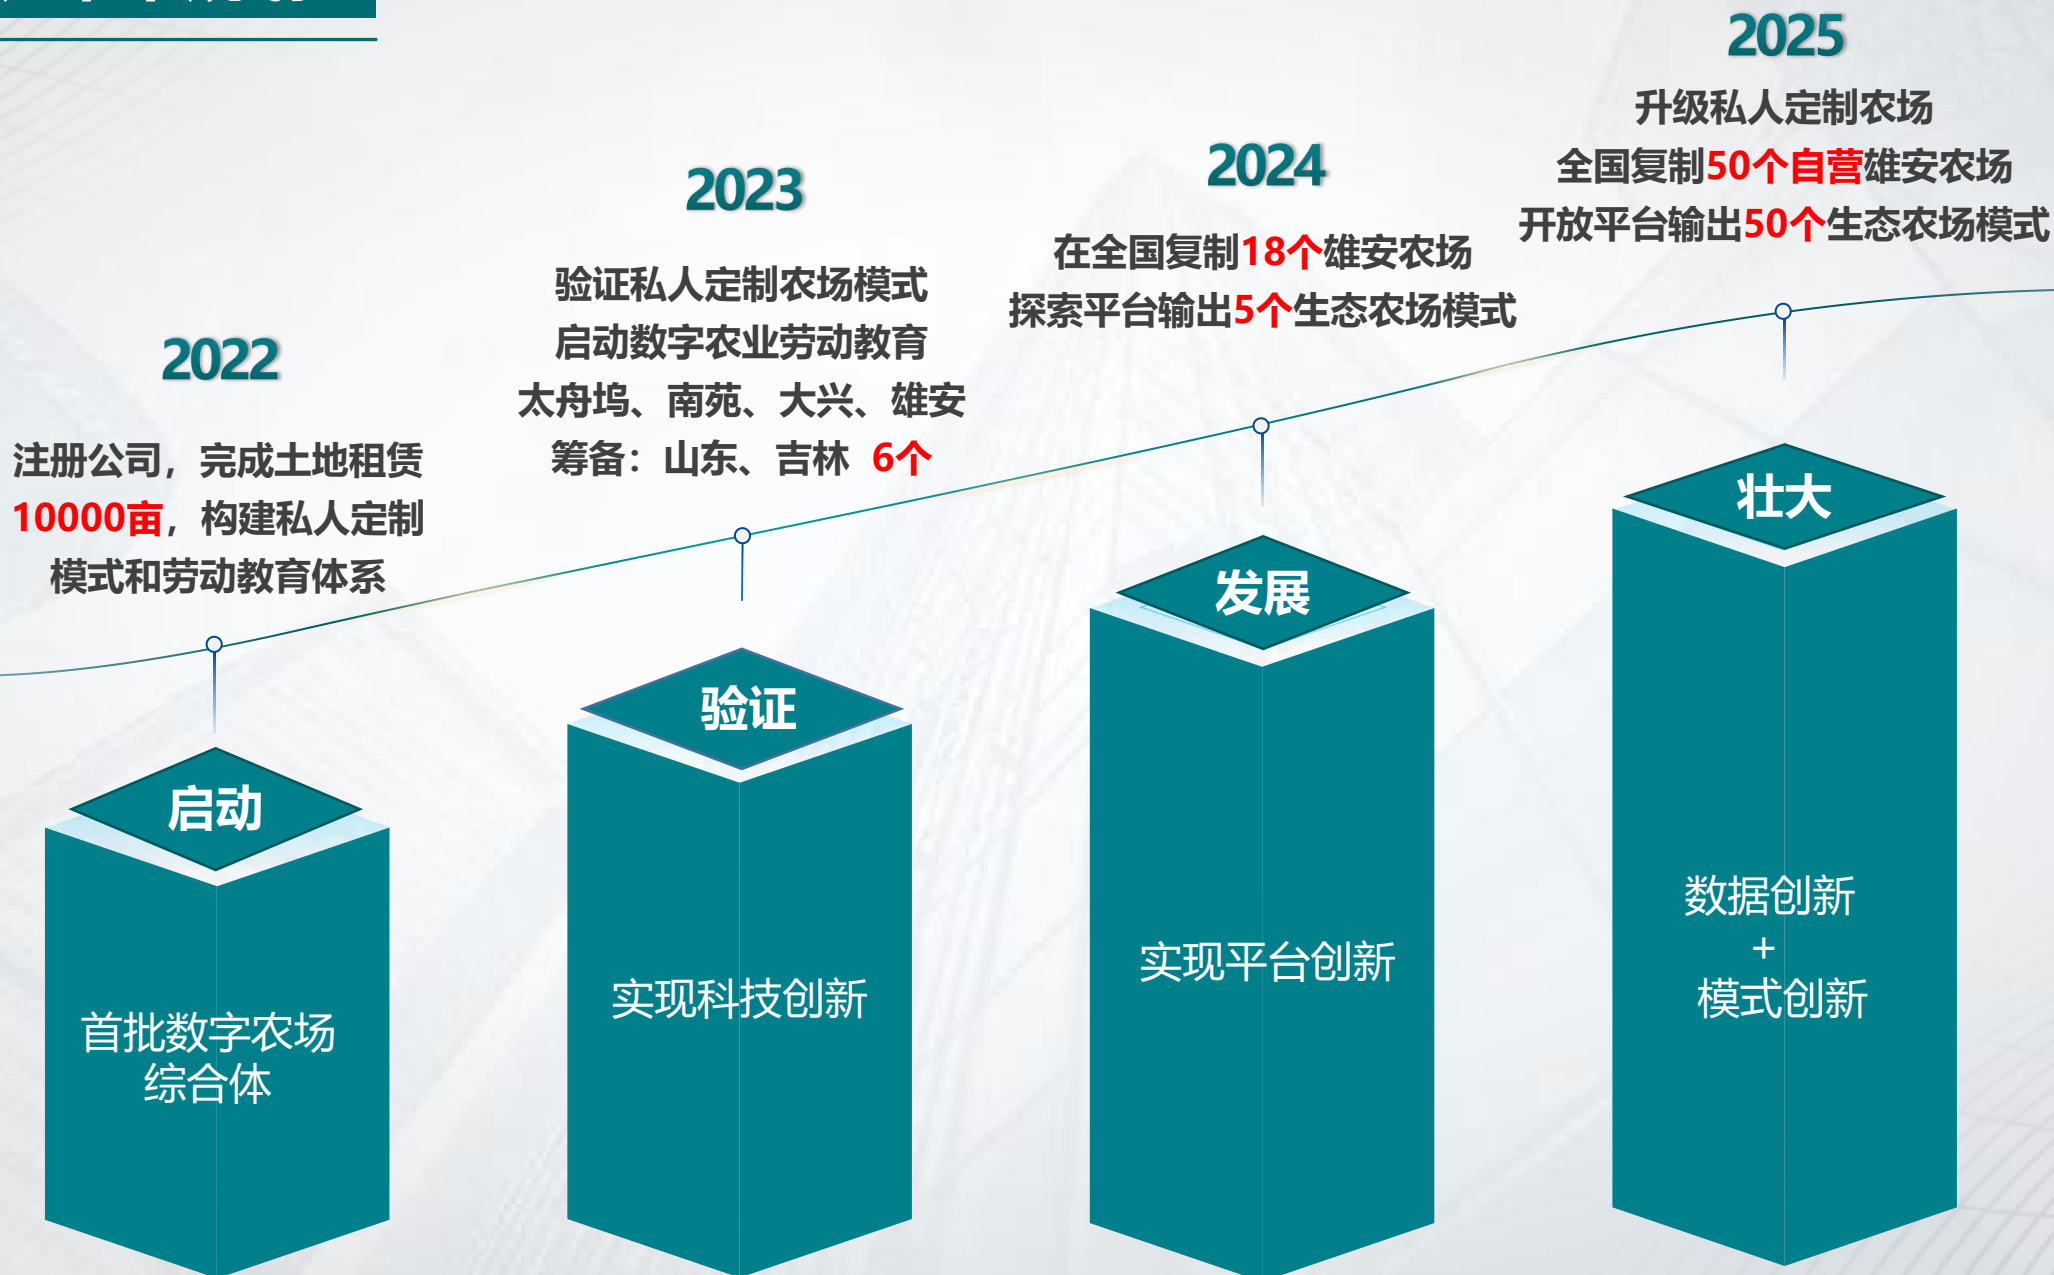 2022
注册公司，完成土地租赁
10000亩，构建私人定制
模式和劳动教育体系
启动
首批数字农场
综合体
2023
验证私人定制农场模式
启动数字农业劳动教育
太舟坞、南苑、大兴、雄安
筹备：山东、吉林 6个
验证
实现科技创新
2024
在全国复制18个雄安农场
探索平台输出5个生态农场模式
发展
实现平台创新
2025
升级私人定制农场
全国复制50个自营雄安农场
开放平台输出50个生态农场模式
壮大
数据创新
+
模式创新